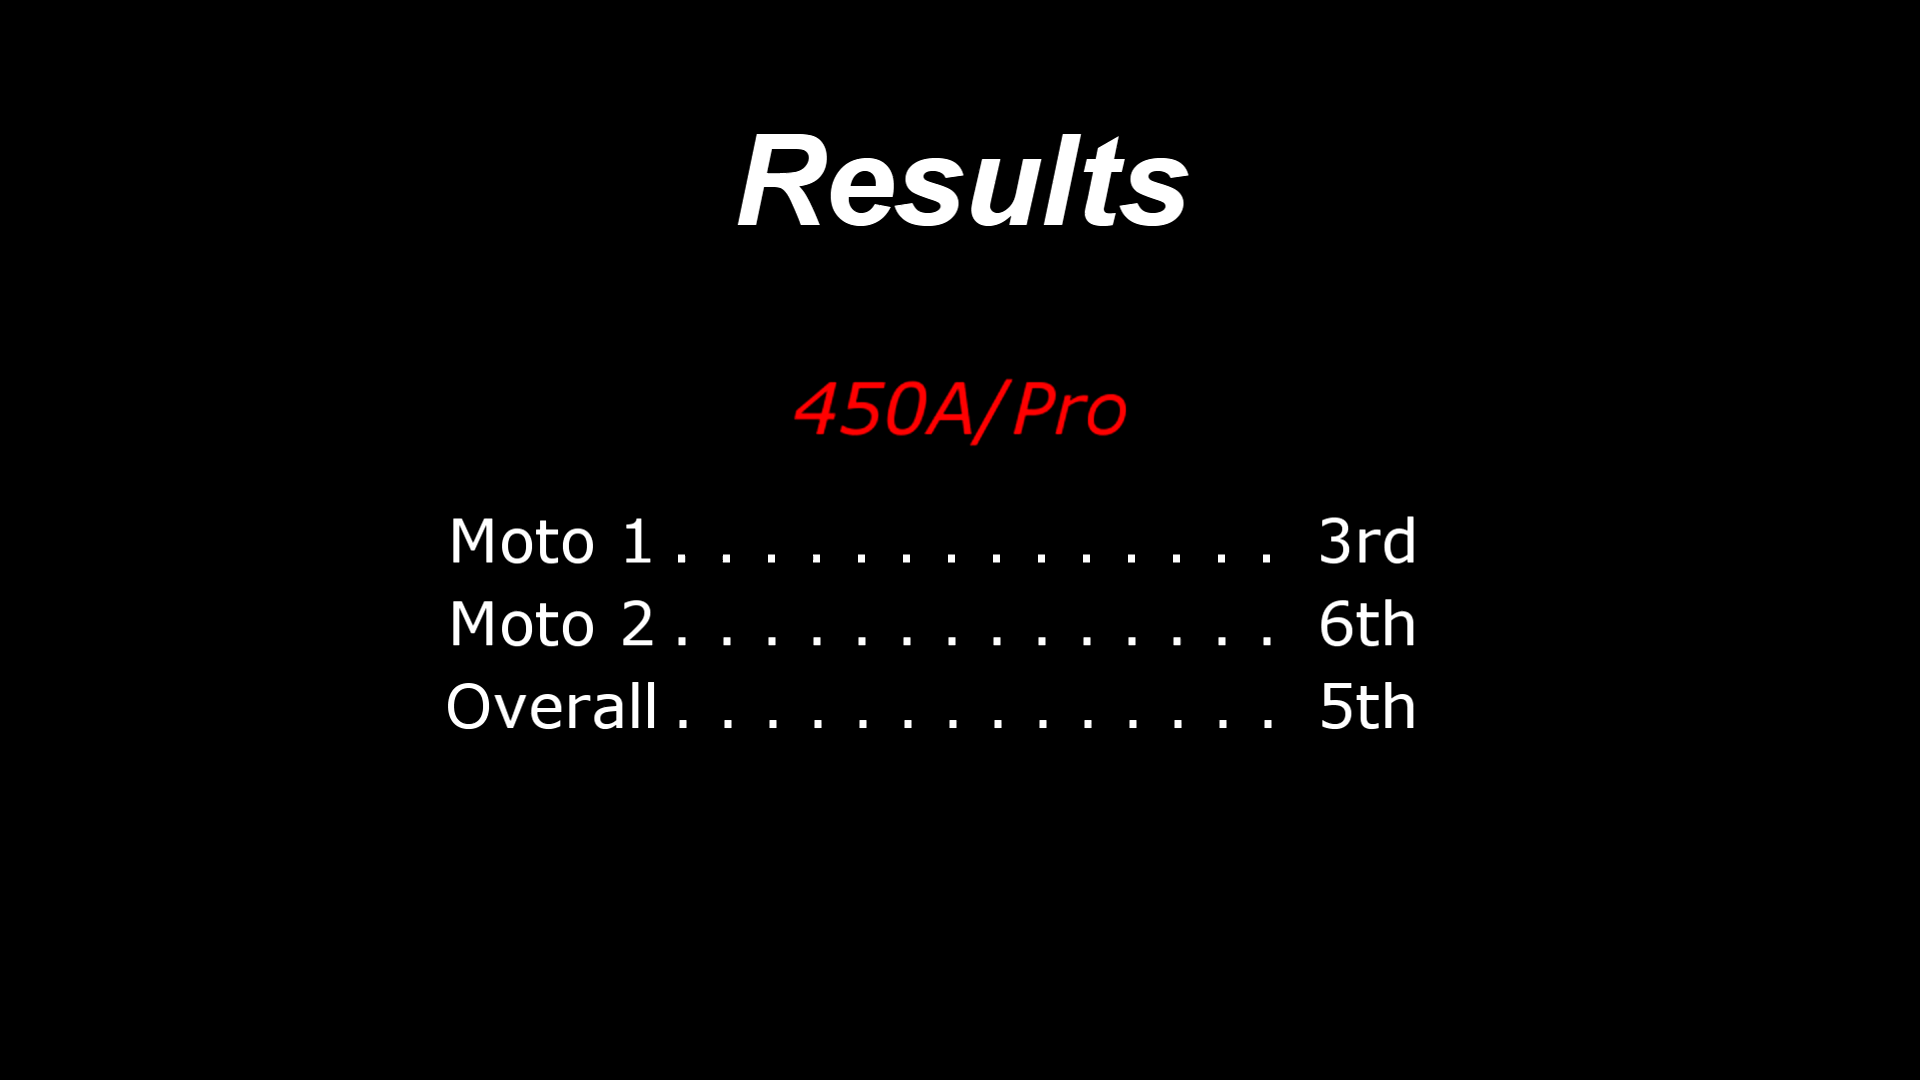 Results
450A/Pro
Moto 1 . . . . . . . . . . . . . . 3rd
Moto 2 . . . . . . . . . . . . . . 6th
Overall . . . . . . . . . . . . . . 5th